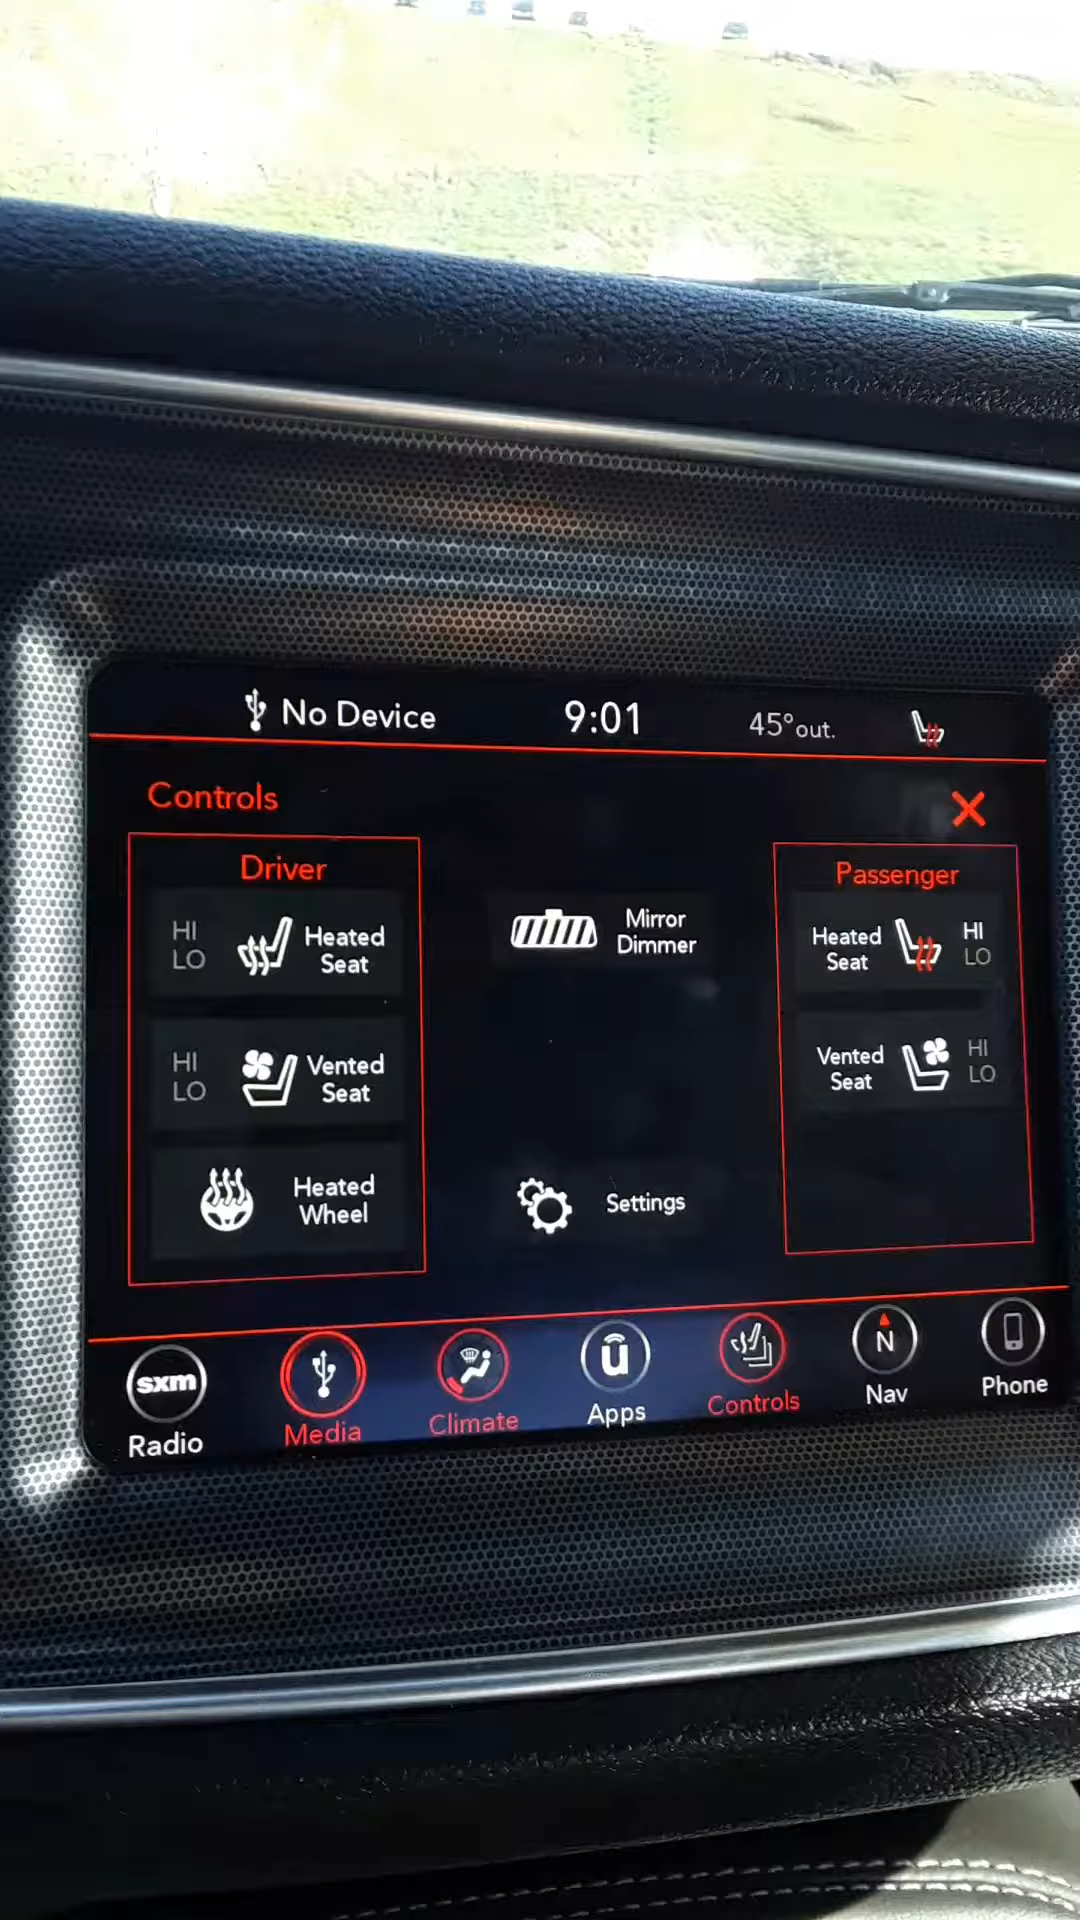 No Device
9:01
45°out.
Controls
Driver
HI
LO
Heated
Seat
HI
LO
Vented
Seat
Heated
Wheel
Mirror
Dimmer
Settings
Passenger
Heated
Seat
HI
LO
Vented
Seat
HI
LO
sxm
Radio
Media
Climate
u
Apps
Controls
N
Nav
Phone